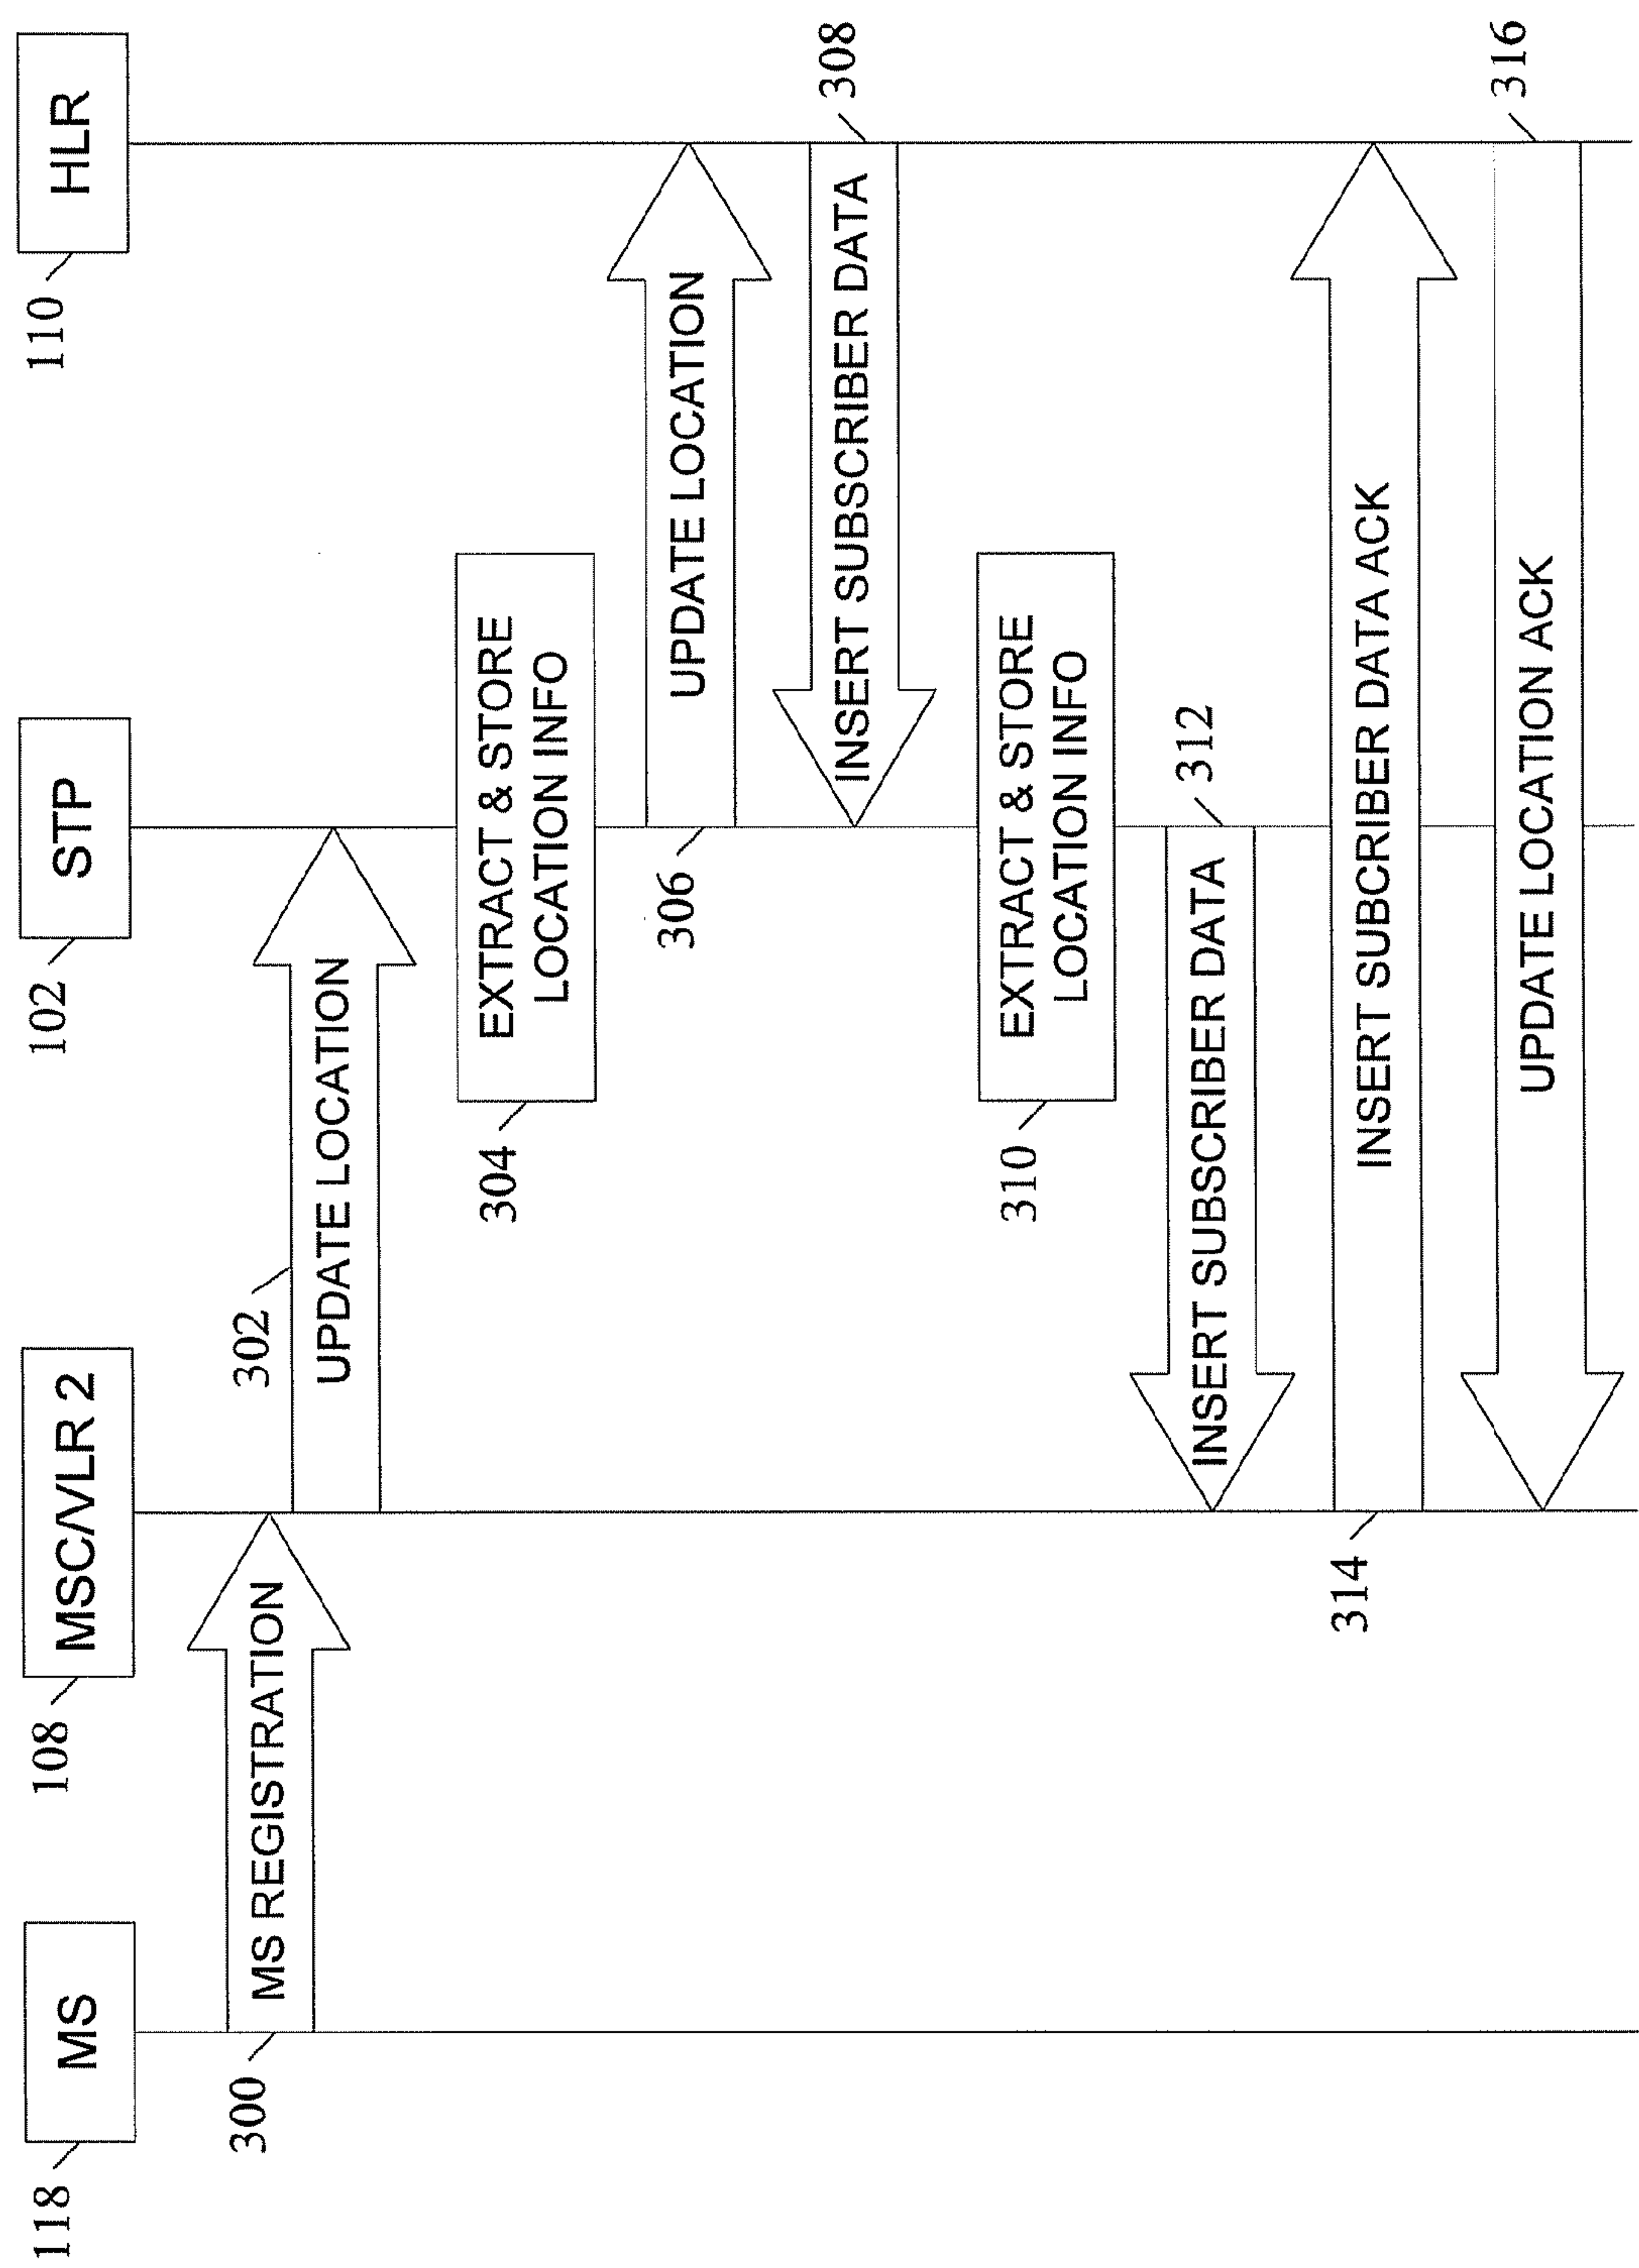 118
MS
108
MSC/VLR 2
102
STP
110
HLR
300
MS REGISTRATION
302
UPDATE LOCATION
304
EXTRACT & STORE
LOCATION INFO
306
UPDATE LOCATION
308
INSERT SUBSCRIBER DATA
310
EXTRACT & STORE
LOCATION INFO
312
INSERT SUBSCRIBER DATA
314
INSERT SUBCRIBER DATA ACK
316
UPDATE LOCATION ACK